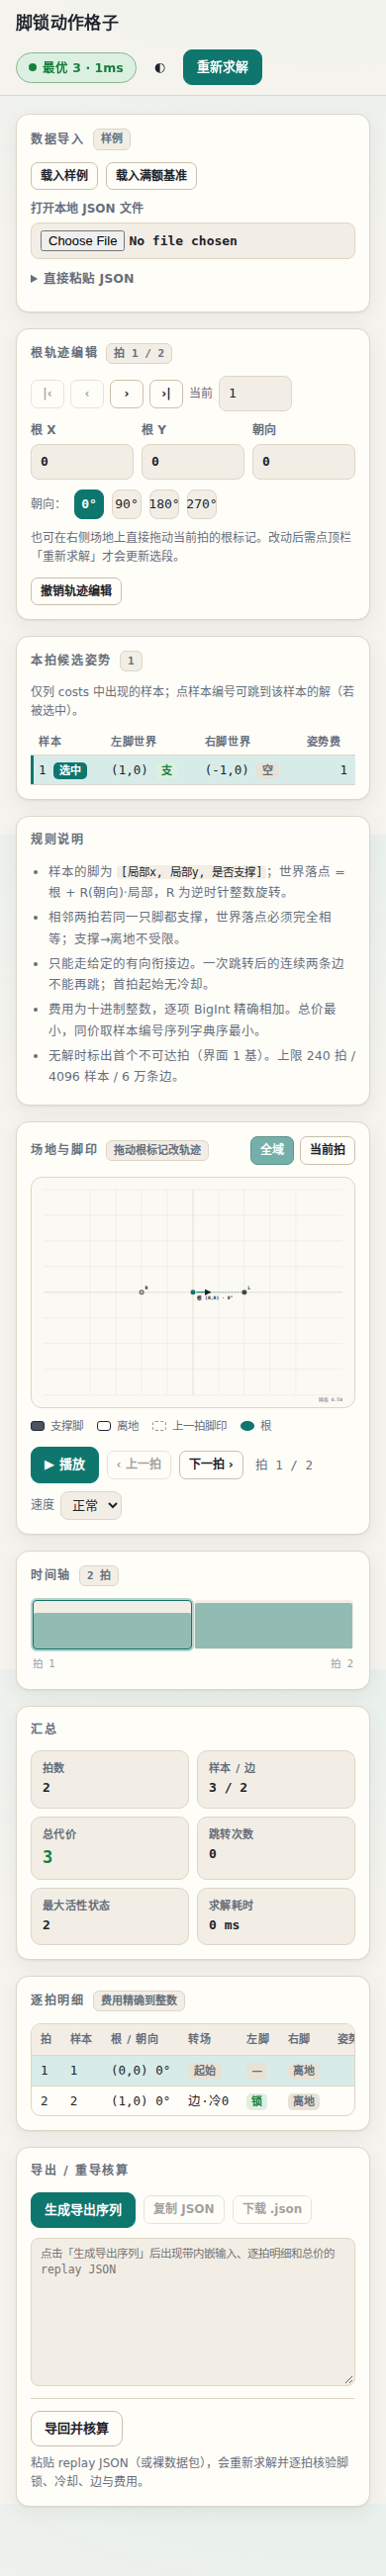 脚锁动作格子
最优 3 · 1ms
重新求解
数据导入 样例
载入样例 载入满额基准
打开本地 JSON 文件
Choose File No file chosen
▶ 直接粘贴 JSON
根轨迹编辑 拍 1 / 2
|‹ ‹ › ›| 当前 1
根 X 根 Y 朝向
0 0 0
朝向： 0° 90° 180° 270°
也可在右侧场地上直接拖动当前拍的根标记。改动后需点顶栏
「重新求解」才会更新选段。
撤销轨迹编辑
本拍候选姿势 1
仅列 costs 中出现的样本；点样本编号可跳到该样本的解（若
被选中）。
样本 左脚世界 右脚世界 姿势费
1 选中 (1,0) 支 (-1,0) 空 1
规则说明
• 样本的脚为 [局部x, 局部y, 是否支撑]；世界落点 =
根 + R(朝向)·局部，R 为逆时针整数旋转。
• 相邻两拍若同一只脚都支撑，世界落点必须完全相
等；支撑→离地不受限。
• 只能走给定的有向衔接边。一次跳转后的连续两条边
不能再跳；首拍起始无冷却。
• 费用为十进制整数，逐项 BigInt 精确相加。总价最
小，同价取样本编号序列字典序最小。
• 无解时标出首个不可达拍（界面 1 基）。上限 240 拍 /
4096 样本 / 6 万条边。
场地与脚印 拖动根标记改轨迹 全域 当前拍
R L
根 (0,0) · 0°
支撑脚 离地 上一拍脚印 根
▶ 播放 ‹ 上一拍 下一拍 › 拍 1 / 2
速度 正常
时间轴 2 拍
拍 1 拍 2
汇总
拍数 样本 / 边
2 3 / 2
总代价 跳转次数
3 0
最大活性状态 求解耗时
2 0 ms
逐拍明细 费用精确到整数
拍 样本 根 / 朝向 转场 左脚 右脚
1 1 (0,0) 0° 起始 — 离地
2 2 (1,0) 0° 边·冷0 锁 离地
导出 / 重导核算
生成导出序列 复制 JSON 下载 .json
点击「生成导出序列」后出现带内嵌输入、逐拍明细和总价的
replay JSON
导回并核算
粘贴 replay JSON（或裸数据包），会重新求解并逐拍核验脚
锁、冷却、边与费用。